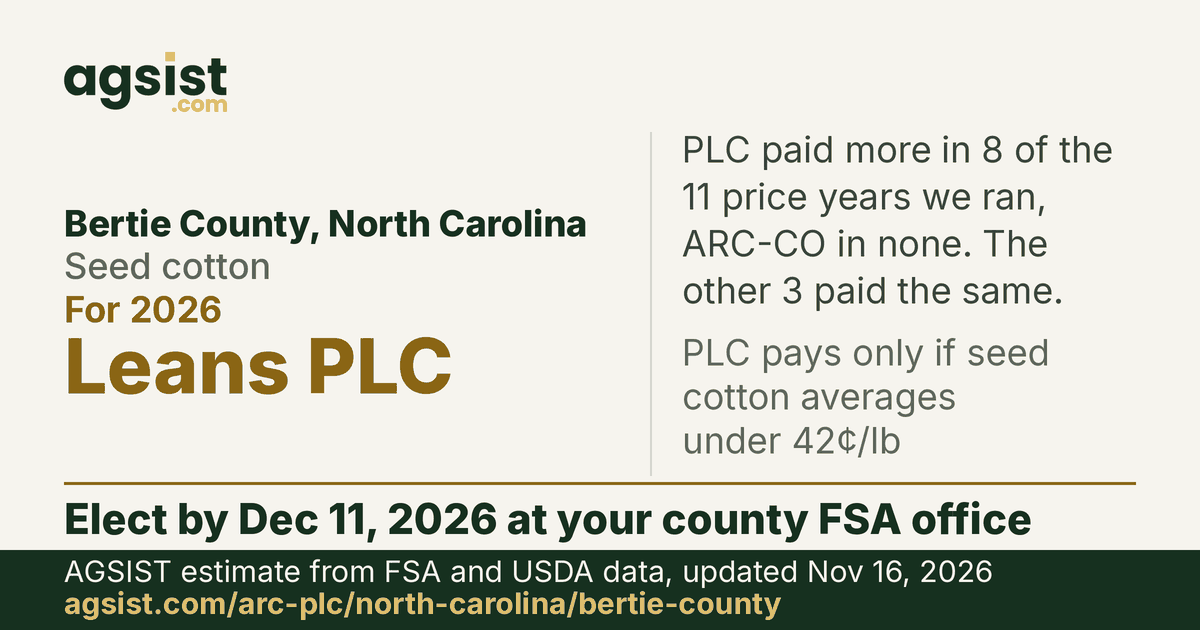 agsist
.com
Bertie County, North Carolina
Seed cotton
For 2026
Leans PLC
PLC paid more in 8 of the
11 price years we ran,
ARC-CO in none. The
other 3 paid the same.
PLC pays only if seed
cotton averages
under 42¢/lb
Elect by Dec 11, 2026 at your county FSA office
AGSIST estimate from FSA and USDA data, updated Nov 16, 2026
agsist.com/arc-plc/north-carolina/bertie-county